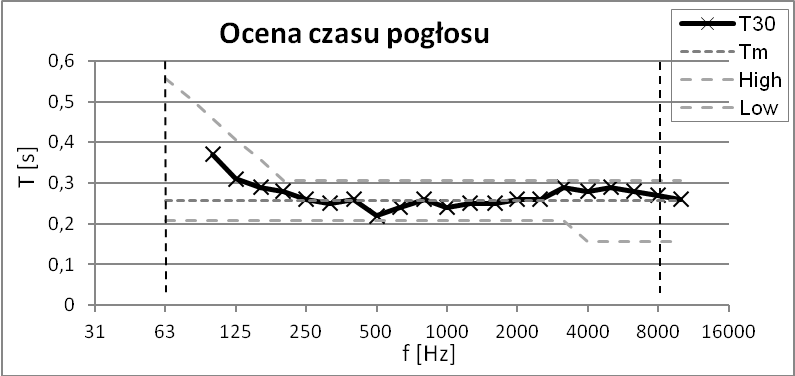 Ocena czasu pogłosu
T30
Tm
High
Low
0,6
0,5
0,4
0,3
0,2
0,1
0
T [s]
31 63 125 250 500 1000 2000 4000 8000 16000
f [Hz]